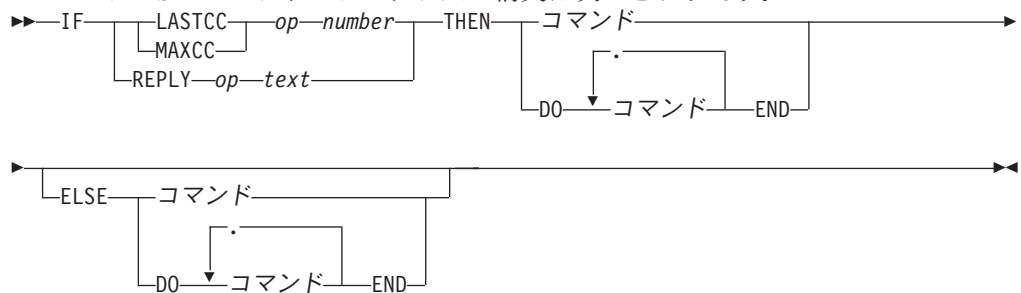 IF LASTCC op number THEN コマンド
MAXCC
REPLY op text
.
DO コマンド END
ELSE コマンド
.
DO コマンド END